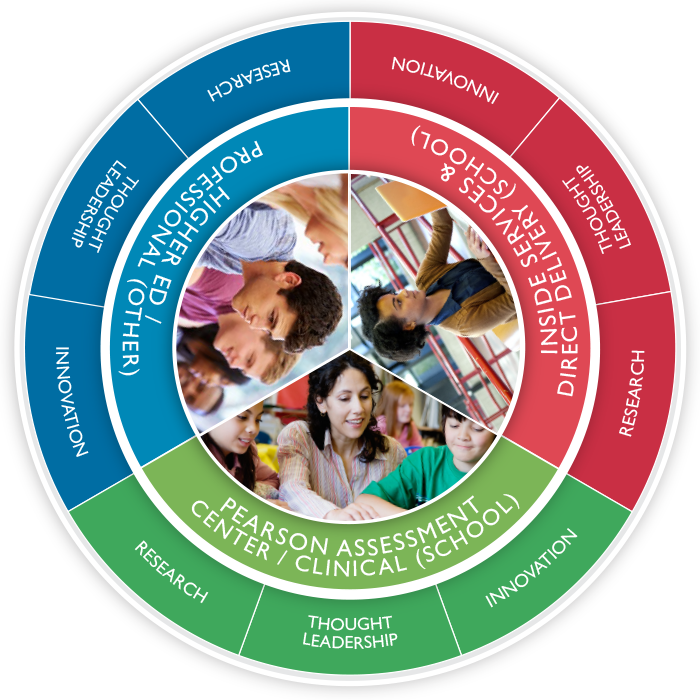 RESEARCH
INNOVATION
THOUGHT
LEADERSHIP
RESEARCH
INNOVATION
THOUGHT
LEADERSHIP
RESEARCH
INNOVATION
THOUGHT
LEADERSHIP
HIGHER ED /
PROFESSIONAL (OTHER)
INSIDE SERVICES &
DIRECT DELIVERY (SCHOOL)
PEARSON ASSESSMENT
CENTER / CLINICAL (SCHOOL)